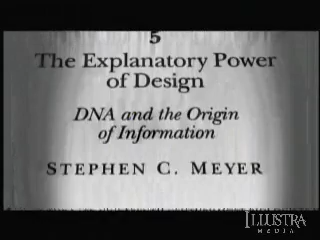 5
The Explanatory Power
of Design
DNA and the Origin
of Information
STEPHEN C. MEYER
ILLUSTRA
MEDIA